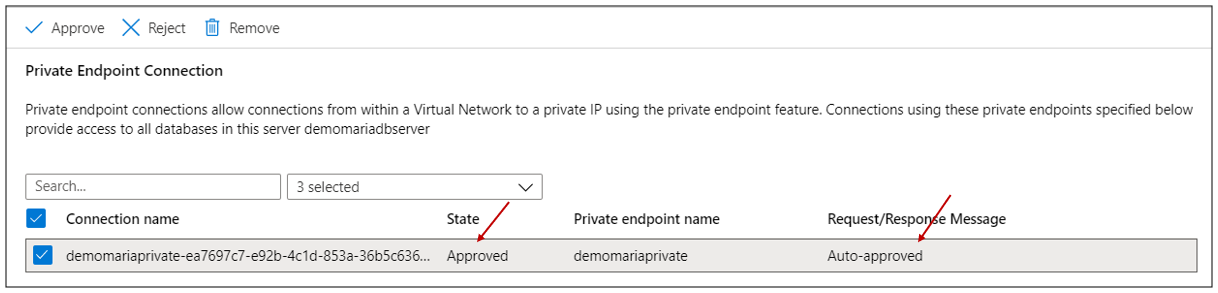 Approve Reject Remove
Private Endpoint Connection
Private endpoint connections allow connections from within a Virtual Network to a private IP using the private endpoint feature. Connections using these private endpoints specified below
provide access to all databases in this server demomariadbserver
Search... 3 selected
Connection name State Private endpoint name Request/Response Message
demomariaprivate-ea7697c7-e92b-4c1d-853a-36b5c636... Approved demomariaprivate Auto-approved